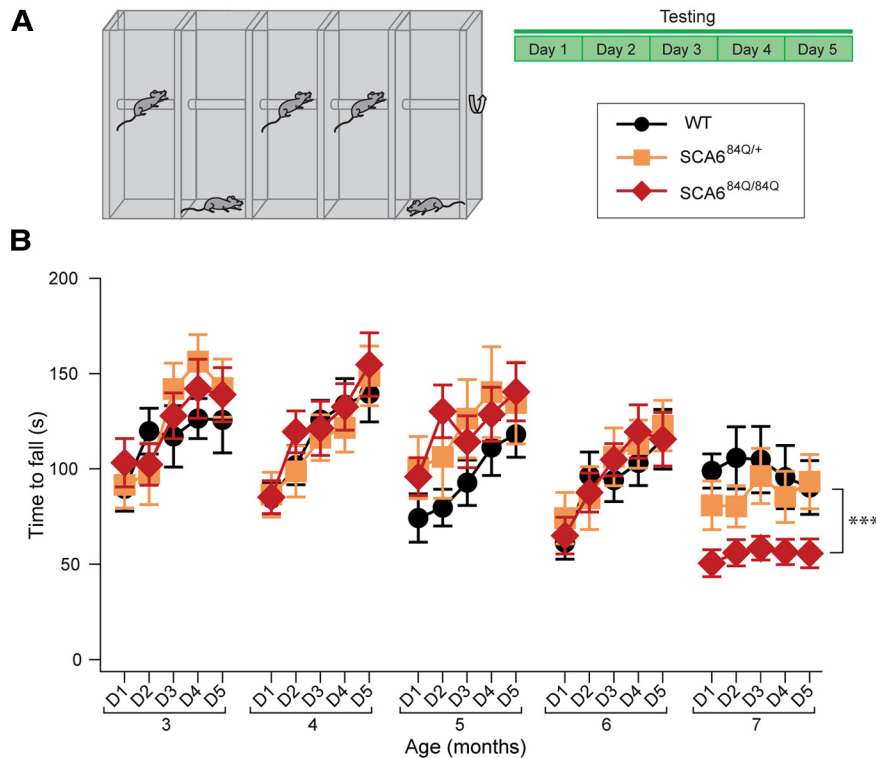 A
Testing
Day 1 Day 2 Day 3 Day 4 Day 5
WT
SCA6^84Q/+
SCA6^84Q/84Q
B
Time to fall (s)
200
150
100
50
0
***
D1 D2 D3 D4 D5 D1 D2 D3 D4 D5 D1 D2 D3 D4 D5 D1 D2 D3 D4 D5 D1 D2 D3 D4 D5
3 4 5 6 7
Age (months)